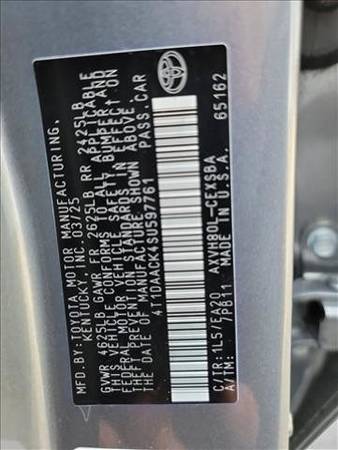 MFD.BY:TOYOTA MOTOR MANUFACTURING,
KENTUCKY,INC. 03/25
GVWR 4625LB GAWR FR 2625LB RR 2425LB
THIS VEHICLE CONFORMS TO ALL APPLICABLE
FEDERAL MOTOR VEHICLE SAFETY, BUMPER AND
THEFT PREVENTION STANDARDS IN EFFECT
ON THE DATE OF MANUFACTURE SHOWN ABOVE.
4T1DAACK4SU597761 PASS.CAR
C/TR:1L5/EA20 AXVH80L-CEXSBA
A/TM: /PB11 MADE IN U.S.A. 65162